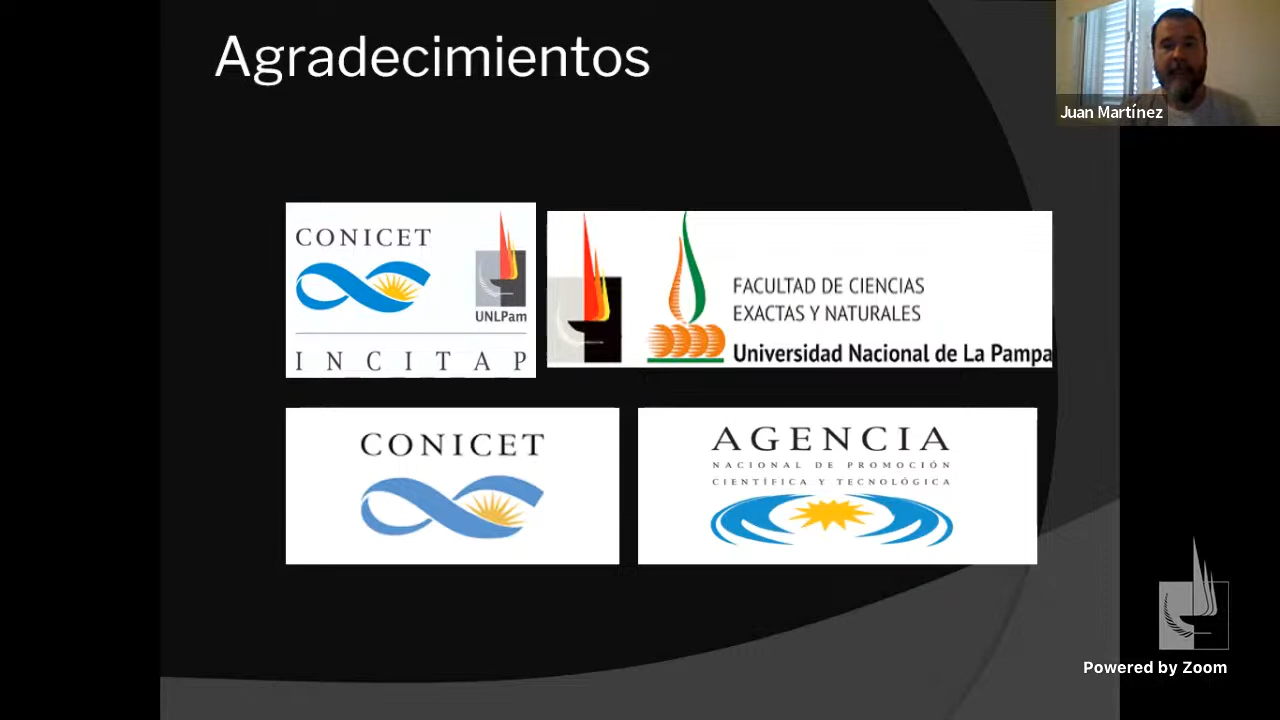 Agradecimientos
Juan Martínez
CONICET
UNLPam
INCITAP
FACULTAD DE CIENCIAS
EXACTAS Y NATURALES
Universidad Nacional de La Pampa
CONICET
AGENCIA
NACIONAL DE PROMOCIÓN
CIENTÍFICA Y TECNOLÓGICA
Powered by Zoom